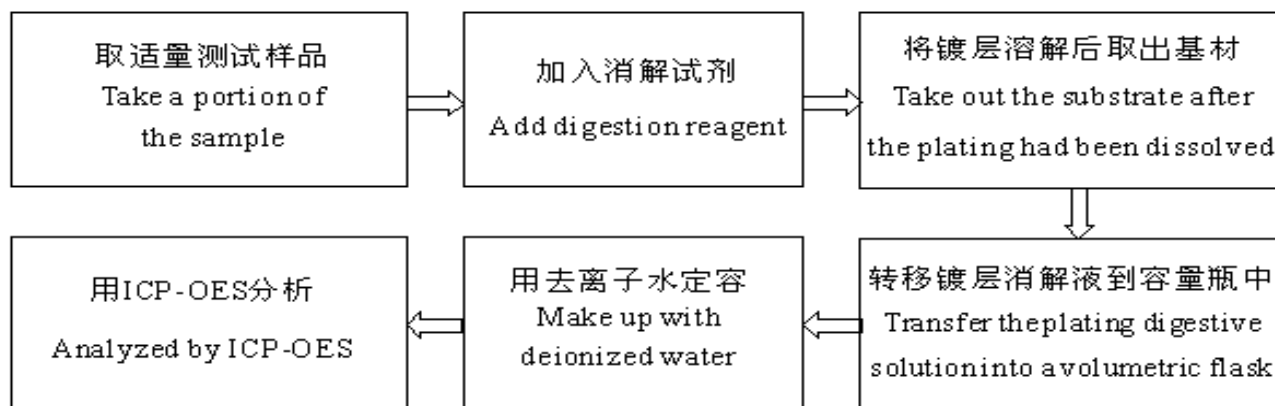 取适量测试样品
Take a portion of
the sample
加入消解试剂
Add digestion reagent
将镀层溶解后取出基材
Take out the substrate after
the plating had been dissolved
转移镀层消解液到容量瓶中
Transfer the plating digestive
solution into a volumetric flask
用去离子水定容
Make up with
deionized water
用ICP-OES分析
Analyzed by ICP-OES